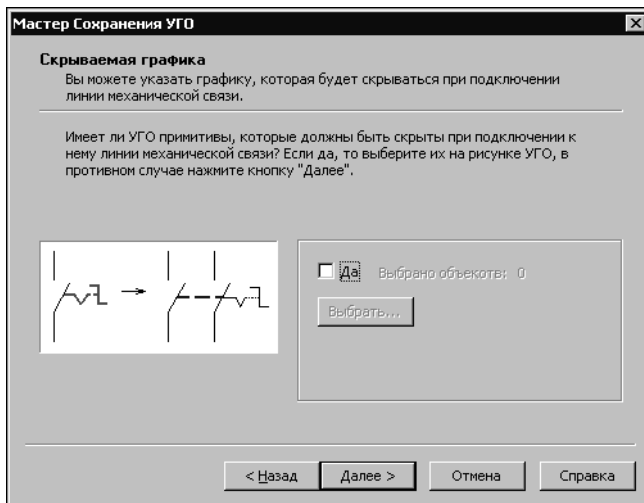 Мастер Сохранения УГО
Скрываемая графика
Вы можете указать графику, которая будет скрываться при подключении
линии механической связи.
Имеет ли УГО примитивы, которые должны быть скрыты при подключении к
нему линии механической связи? Если да, то выберите их на рисунке УГО, в
противном случае нажмите кнопку "Далее".
Да Выбрано объекотв: 0
Выбрать...
< Назад Далее > Отмена Справка